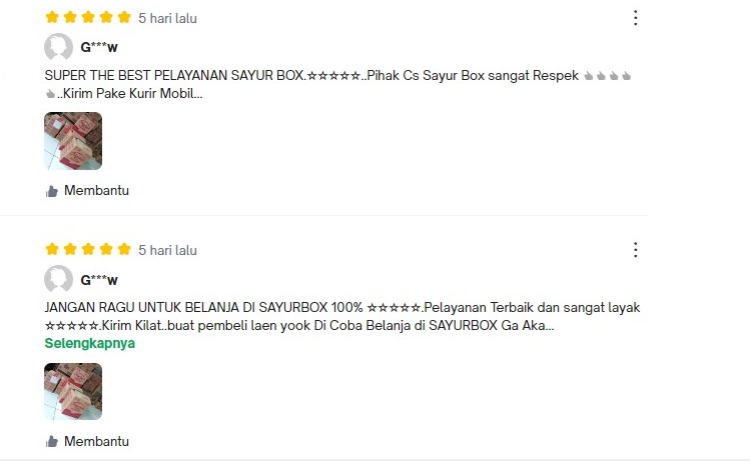 5 hari lalu
G***w
SUPER THE BEST PELAYANAN SAYUR BOX.☆☆☆☆☆..Pihak Cs Sayur Box sangat Respek 👍👍👍👍
👍..Kirim Pake Kurir Mobil...
Membantu
5 hari lalu
G***w
JANGAN RAGU UNTUK BELANJA DI SAYURBOX 100% ☆☆☆☆☆.Pelayanan Terbaik dan sangat layak
☆☆☆☆☆.Kirim Kilat..buat pembeli laen yook Di Coba Belanja di SAYURBOX Ga Aka...
Selengkapnya
Membantu